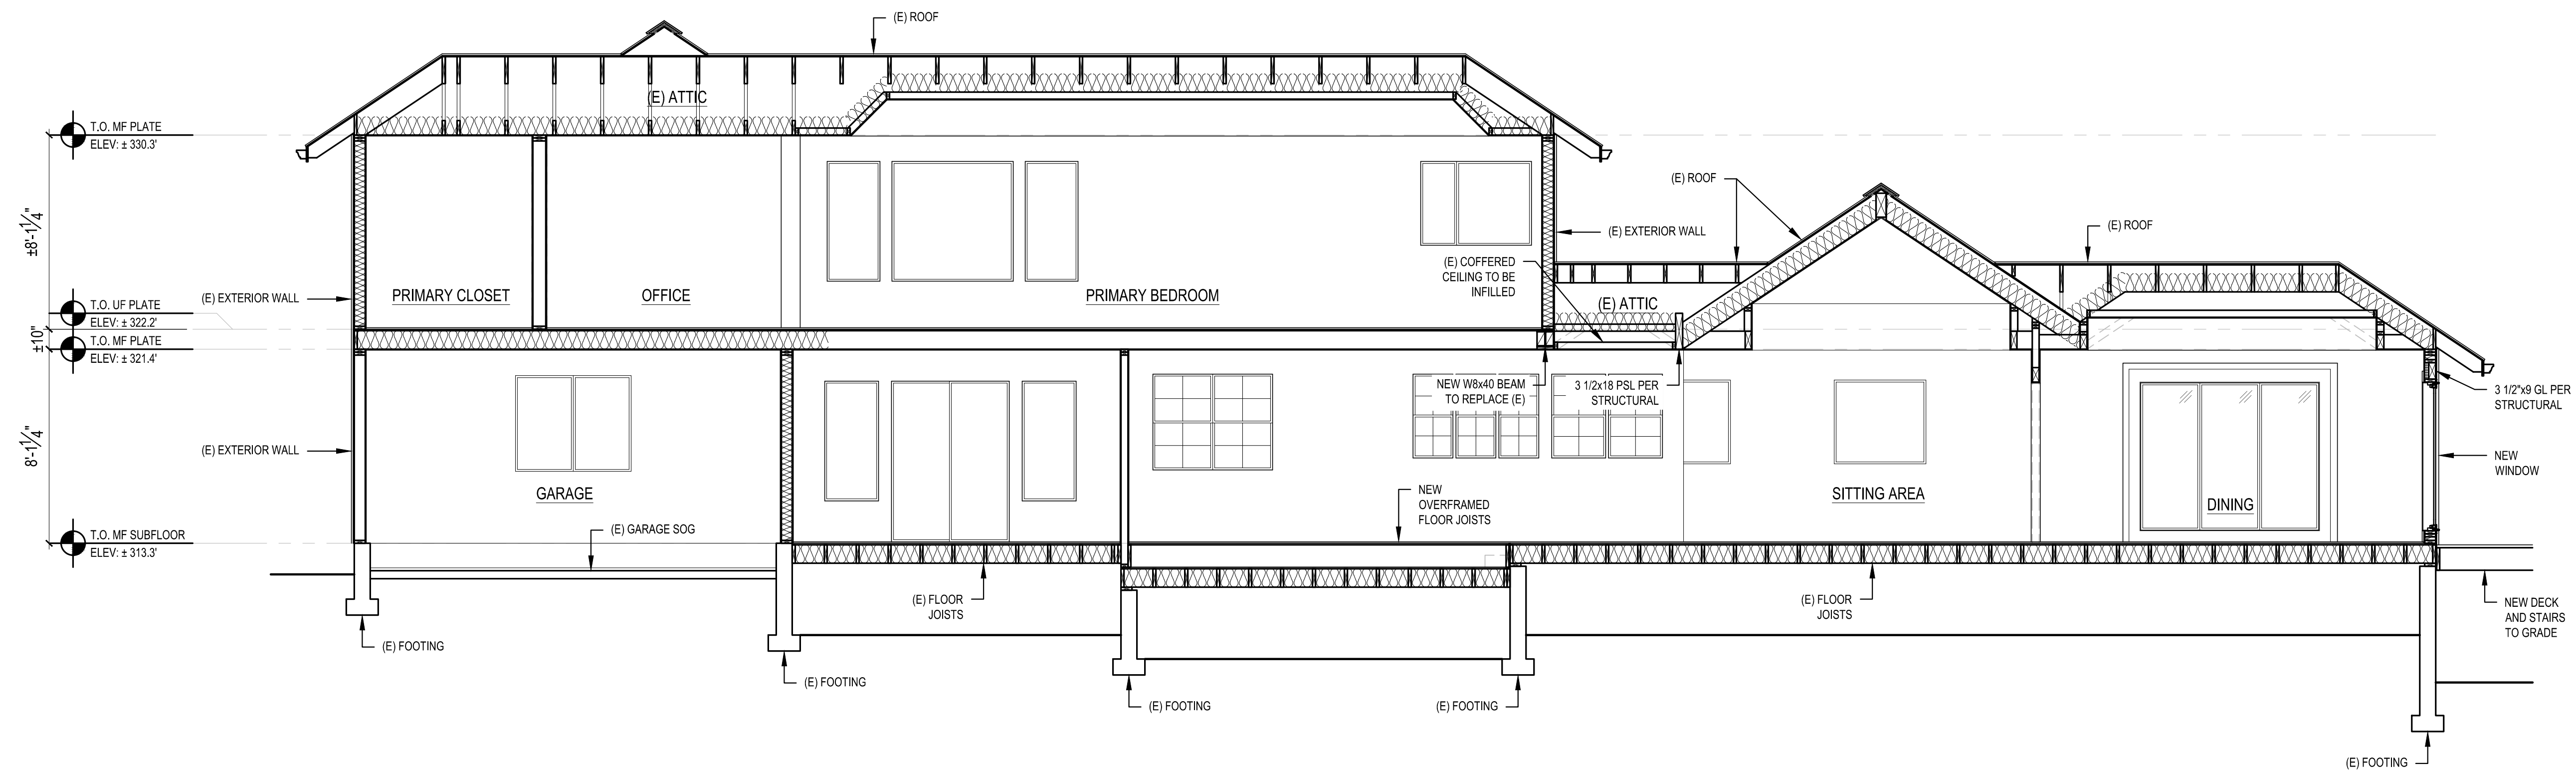 (E) ROOF
(E) ATTIC
T.O. MF PLATE
ELEV: ± 330.3'
±8'-1 1/4"
(E) ROOF
(E) ROOF
(E) EXTERIOR WALL
(E) COFFERED
CEILING TO BE
INFILLED
(E) EXTERIOR WALL
PRIMARY CLOSET
OFFICE
PRIMARY BEDROOM
(E) ATTIC
T.O. UF PLATE
ELEV: ± 322.2'
±10"
T.O. MF PLATE
ELEV: ± 321.4'
NEW W8x40 BEAM
TO REPLACE (E)
3 1/2x18 PSL PER
STRUCTURAL
3 1/2"x9 GL PER
STRUCTURAL
8'-1 1/4"
(E) EXTERIOR WALL
NEW
WINDOW
GARAGE
NEW
OVERFRAMED
FLOOR JOISTS
SITTING AREA
DINING
T.O. MF SUBFLOOR
ELEV: ± 313.3'
(E) GARAGE SOG
(E) FLOOR
JOISTS
(E) FLOOR
JOISTS
NEW DECK
AND STAIRS
TO GRADE
(E) FOOTING
(E) FOOTING
(E) FOOTING
(E) FOOTING
(E) FOOTING